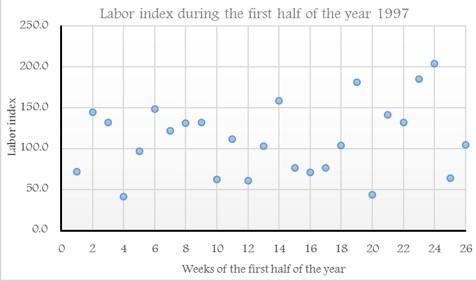 Labor index during the first half of the year 1997
250.0
200.0
150.0
100.0
50.0
0.0
Labor index
0 2 4 6 8 10 12 14 16 18 20 22 24 26
Weeks of the first half of the year